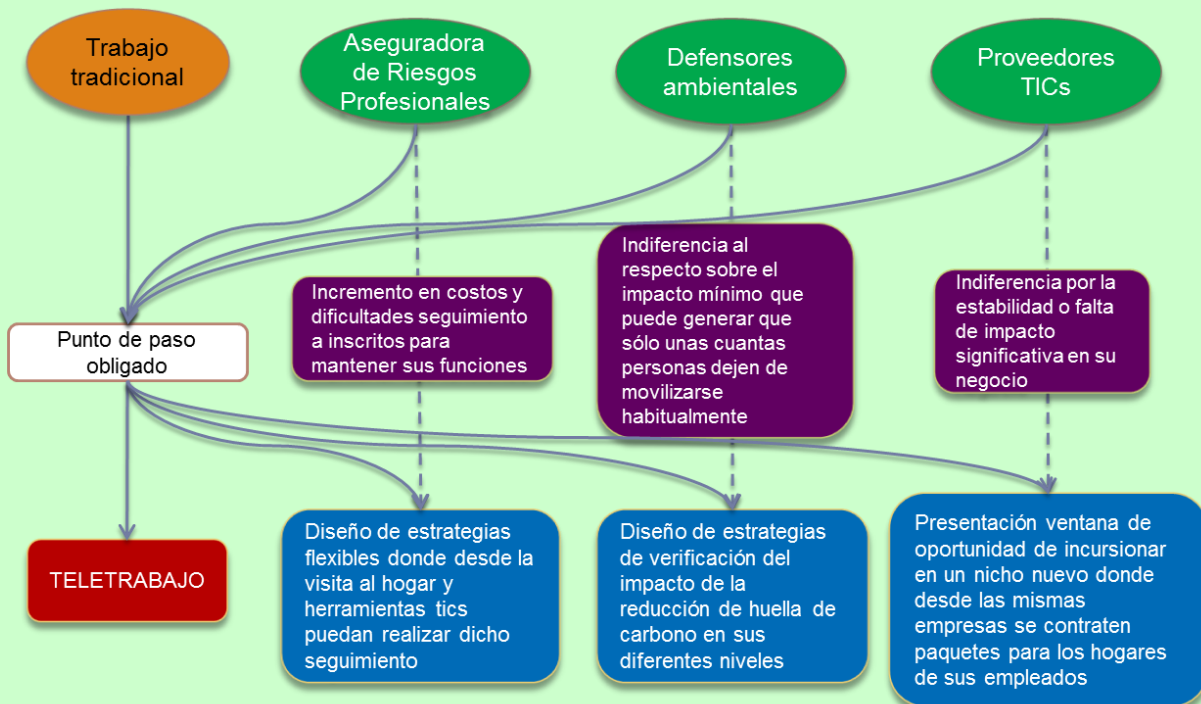 Trabajo
tradicional
Aseguradora
de Riesgos
Profesionales
Defensores
ambientales
Proveedores
TICs
Punto de paso
obligado
Incremento en costos y
dificultades seguimiento
a inscritos para
mantener sus funciones
Indiferencia al
respecto sobre el
impacto mínimo que
puede generar que
sólo unas cuantas
personas dejen de
movilizarse
habitualmente
Indiferencia por la
estabilidad o falta
de impacto
significativa en su
negocio
TELETRABAJO
Diseño de estrategias
flexibles donde desde la
visita al hogar y
herramientas tics
puedan realizar dicho
seguimiento
Diseño de estrategias
de verificación del
impacto de la
reducción de huella de
carbono en sus
diferentes niveles
Presentación ventana de
oportunidad de incursionar
en un nicho nuevo donde
desde las mismas
empresas se contraten
paquetes para los hogares
de sus empleados